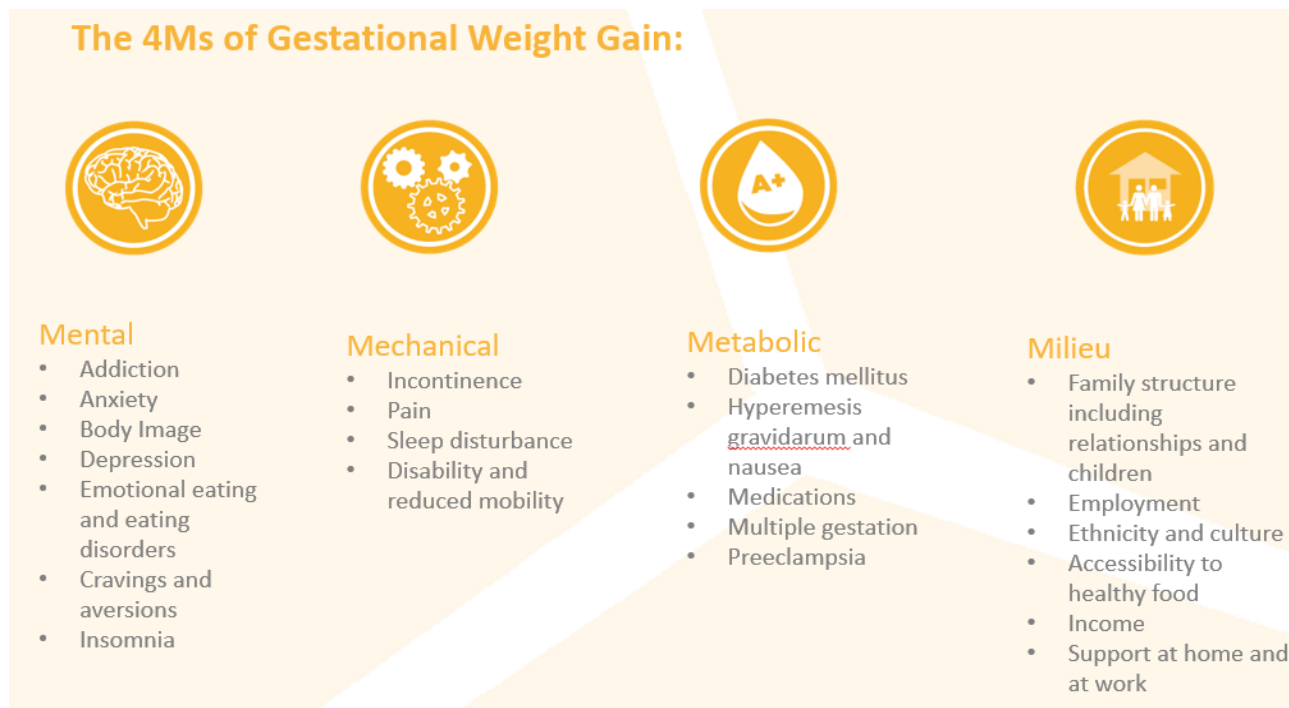 The 4Ms of Gestational Weight Gain:
A+
Mental
• Addiction
• Anxiety
• Body Image
• Depression
• Emotional eating
and eating
disorders
• Cravings and
aversions
• Insomnia
Mechanical
• Incontinence
• Pain
• Sleep disturbance
• Disability and
reduced mobility
Metabolic
• Diabetes mellitus
• Hyperemesis
gravidarum and
nausea
• Medications
• Multiple gestation
• Preeclampsia
Milieu
• Family structure
including
relationships and
children
• Employment
• Ethnicity and culture
• Accessibility to
healthy food
• Income
• Support at home and
at work